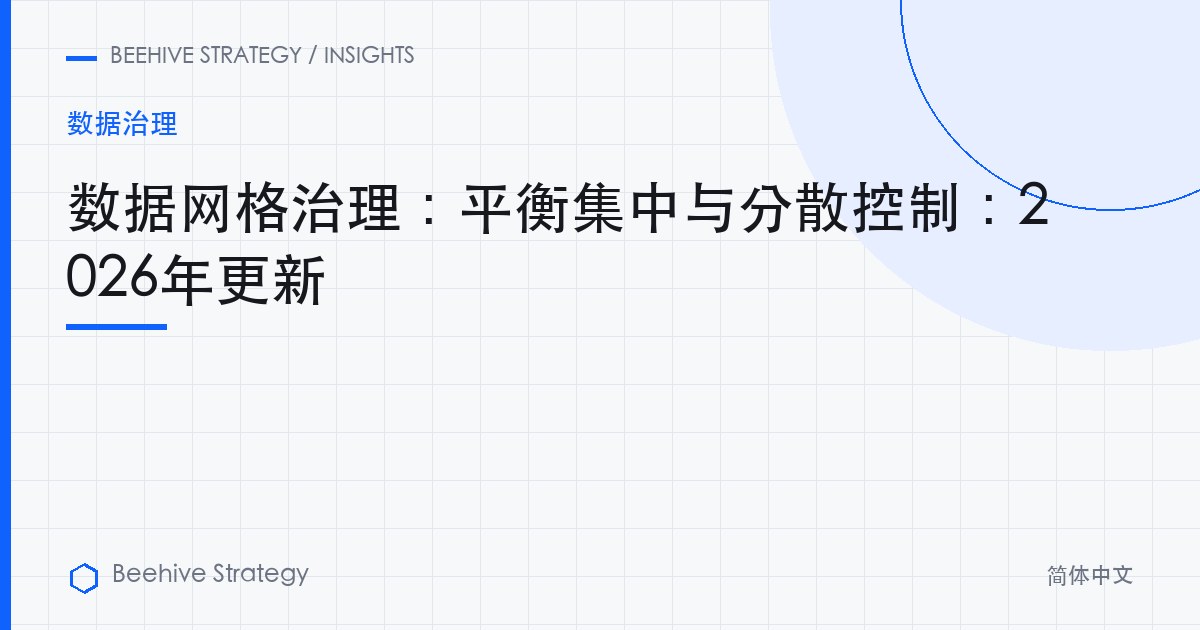 BEEHIVE STRATEGY / INSIGHTS
数据治理
数据网格治理：平衡集中与分散控制：2
026年更新
Beehive Strategy
简体中文